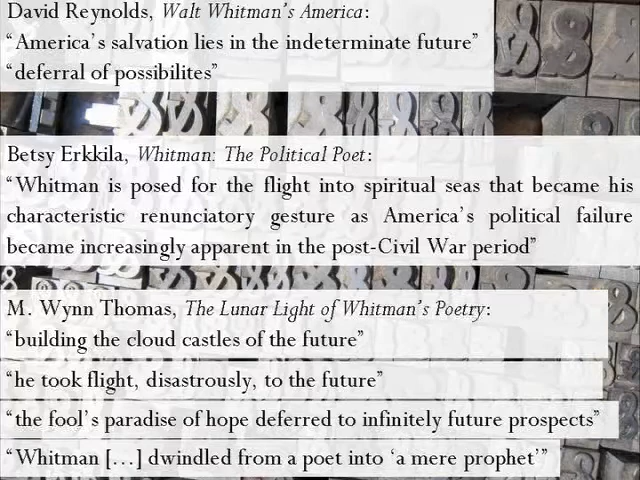 David Reynolds, Walt Whitman's America:
“America's salvation lies in the indeterminate future”
“deferral of possibilites”
Betsy Erkkila, Whitman: The Political Poet:
“Whitman is posed for the flight into spiritual seas that became his
characteristic renunciatory gesture as America's political failure
became increasingly apparent in the post-Civil War period”
M. Wynn Thomas, The Lunar Light of Whitman's Poetry:
“building the cloud castles of the future”
“he took flight, disastrously, to the future”
“the fool's paradise of hope deferred to infinitely future prospects”
“Whitman […] dwindled from a poet into ‘a mere prophet’”